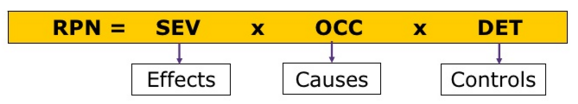 RPN = SEV x OCC x DET
Effects Causes Controls